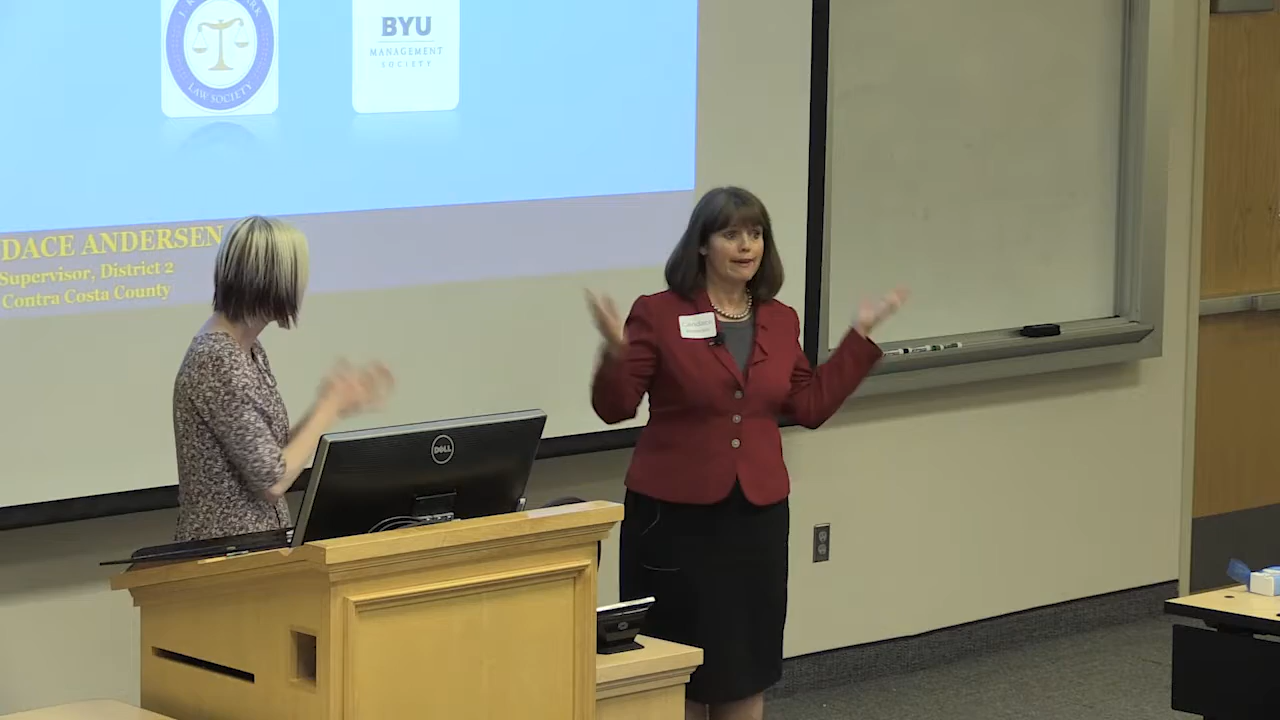 LAW SOCIETY
BYU
MANAGEMENT
SOCIETY
DACE ANDERSEN
Supervisor, District 2
Contra Costa County
DELL